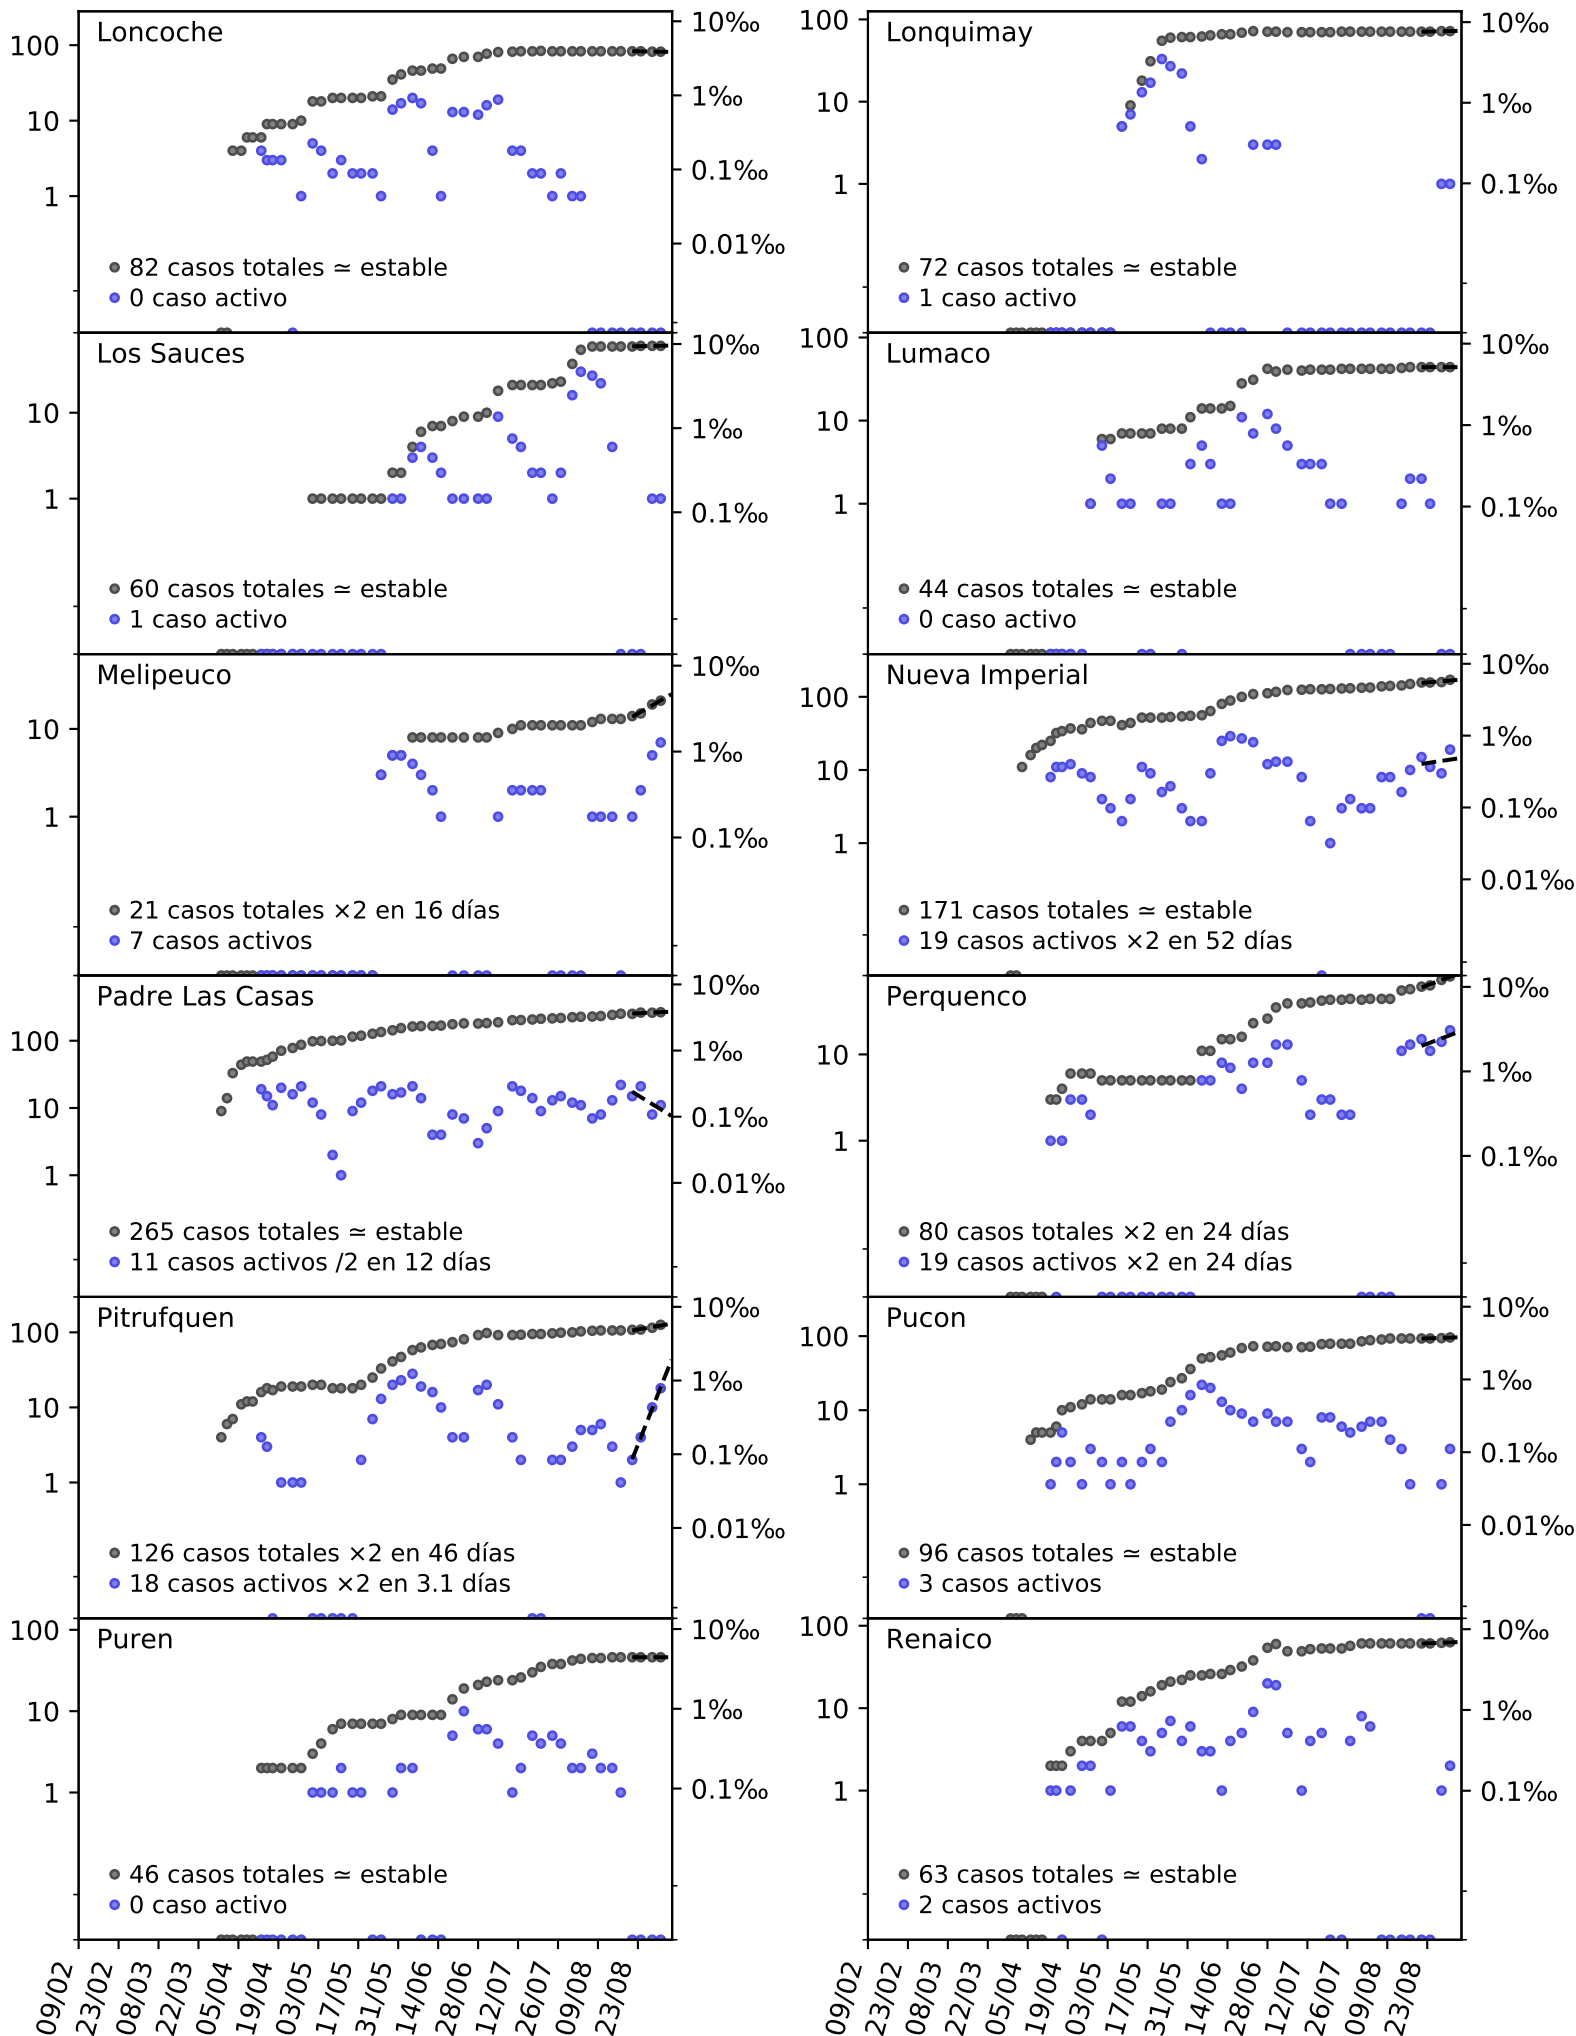 Loncoche
100
10
1
10‰
1‰
0.1‰
0.01‰
82 casos totales ≃ estable
0 caso activo
Lonquimay
100
10
1
10‰
1‰
0.1‰
72 casos totales ≃ estable
1 caso activo
Los Sauces
10
1
10‰
1‰
0.1‰
60 casos totales ≃ estable
1 caso activo
Lumaco
100
10
1
10‰
1‰
0.1‰
44 casos totales ≃ estable
0 caso activo
Melipeuco
10
1
10‰
1‰
0.1‰
21 casos totales ×2 en 16 días
7 casos activos
Nueva Imperial
100
10
1
10‰
1‰
0.1‰
0.01‰
171 casos totales ≃ estable
19 casos activos ×2 en 52 días
Padre Las Casas
100
10
1
10‰
1‰
0.1‰
0.01‰
265 casos totales ≃ estable
11 casos activos /2 en 12 días
Perquenco
10
1
10‰
1‰
0.1‰
80 casos totales ×2 en 24 días
19 casos activos ×2 en 24 días
Pitrufquen
100
10
1
10‰
1‰
0.1‰
0.01‰
126 casos totales ×2 en 46 días
18 casos activos ×2 en 3.1 días
Pucon
100
10
1
10‰
1‰
0.1‰
0.01‰
96 casos totales ≃ estable
3 casos activos
Puren
100
10
1
10‰
1‰
0.1‰
46 casos totales ≃ estable
0 caso activo
Renaico
100
10
1
10‰
1‰
0.1‰
63 casos totales ≃ estable
2 casos activos
09/02 23/02 08/03 22/03 05/04 19/04 03/05 17/05 31/05 14/06 28/06 12/07 26/07 09/08 23/08
09/02 23/02 08/03 22/03 05/04 19/04 03/05 17/05 31/05 14/06 28/06 12/07 26/07 09/08 23/08